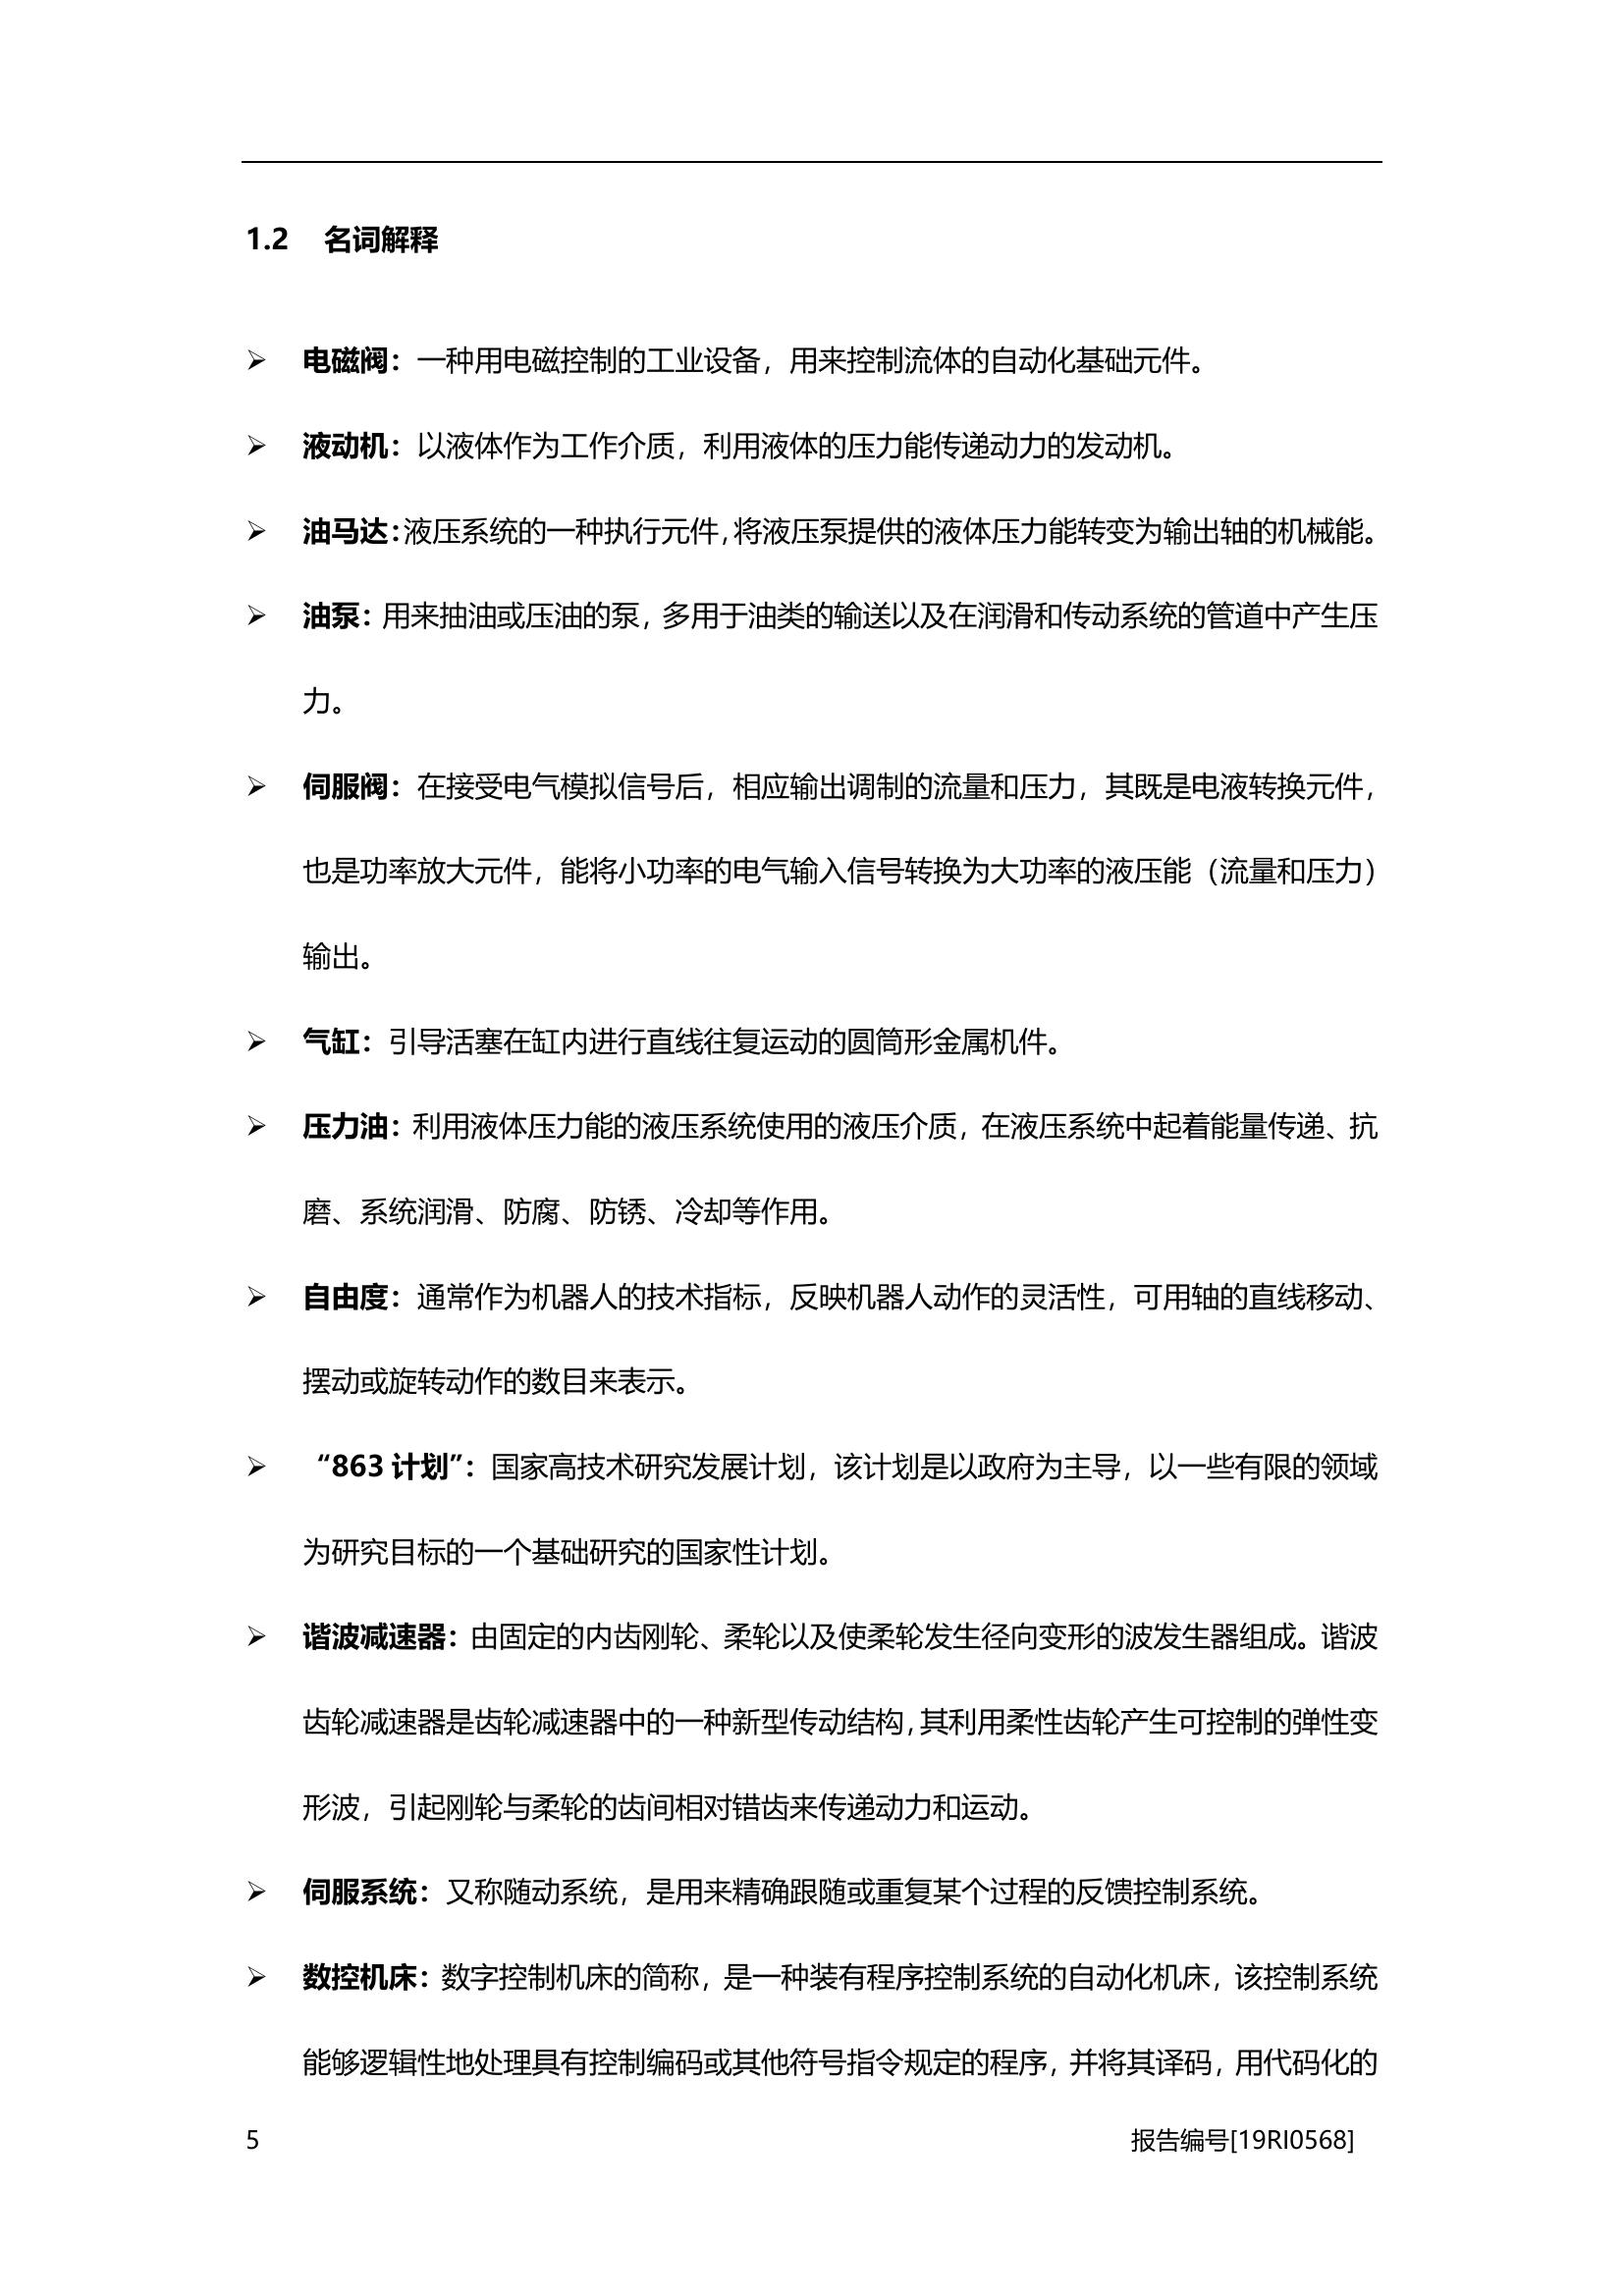 1.2 名词解释
➢ 电磁阀：一种用电磁控制的工业设备，用来控制流体的自动化基础元件。
➢ 液动机：以液体作为工作介质，利用液体的压力能传递动力的发动机。
➢ 油马达：液压系统的一种执行元件，将液压泵提供的液体压力能转变为输出轴的机械能。
➢ 油泵：用来抽油或压油的泵，多用于油类的输送以及在润滑和传动系统的管道中产生压
力。
➢ 伺服阀：在接受电气模拟信号后，相应输出调制的流量和压力，其既是电液转换元件，
也是功率放大元件，能将小功率的电气输入信号转换为大功率的液压能（流量和压力）
输出。
➢ 气缸：引导活塞在缸内进行直线往复运动的圆筒形金属机件。
➢ 压力油：利用液体压力能的液压系统使用的液压介质，在液压系统中起着能量传递、抗
磨、系统润滑、防腐、防锈、冷却等作用。
➢ 自由度：通常作为机器人的技术指标，反映机器人动作的灵活性，可用轴的直线移动、
摆动或旋转动作的数目来表示。
➢ “863 计划”：国家高技术研究发展计划，该计划是以政府为主导，以一些有限的领域
为研究目标的一个基础研究的国家性计划。
➢ 谐波减速器：由固定的内齿刚轮、柔轮以及使柔轮发生径向变形的波发生器组成。谐波
齿轮减速器是齿轮减速器中的一种新型传动结构，其利用柔性齿轮产生可控制的弹性变
形波，引起刚轮与柔轮的齿间相对错齿来传递动力和运动。
➢ 伺服系统：又称随动系统，是用来精确跟随或重复某个过程的反馈控制系统。
➢ 数控机床：数字控制机床的简称，是一种装有程序控制系统的自动化机床，该控制系统
能够逻辑性地处理具有控制编码或其他符号指令规定的程序，并将其译码，用代码化的
5 报告编号[19RI0568]